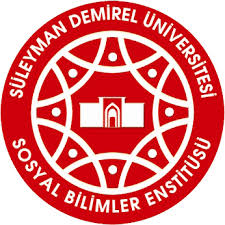 SÜLEYMAN DEMİREL ÜNİVERSİTESİ
SOSYAL BİLİMLER ENSTİTÜSÜ